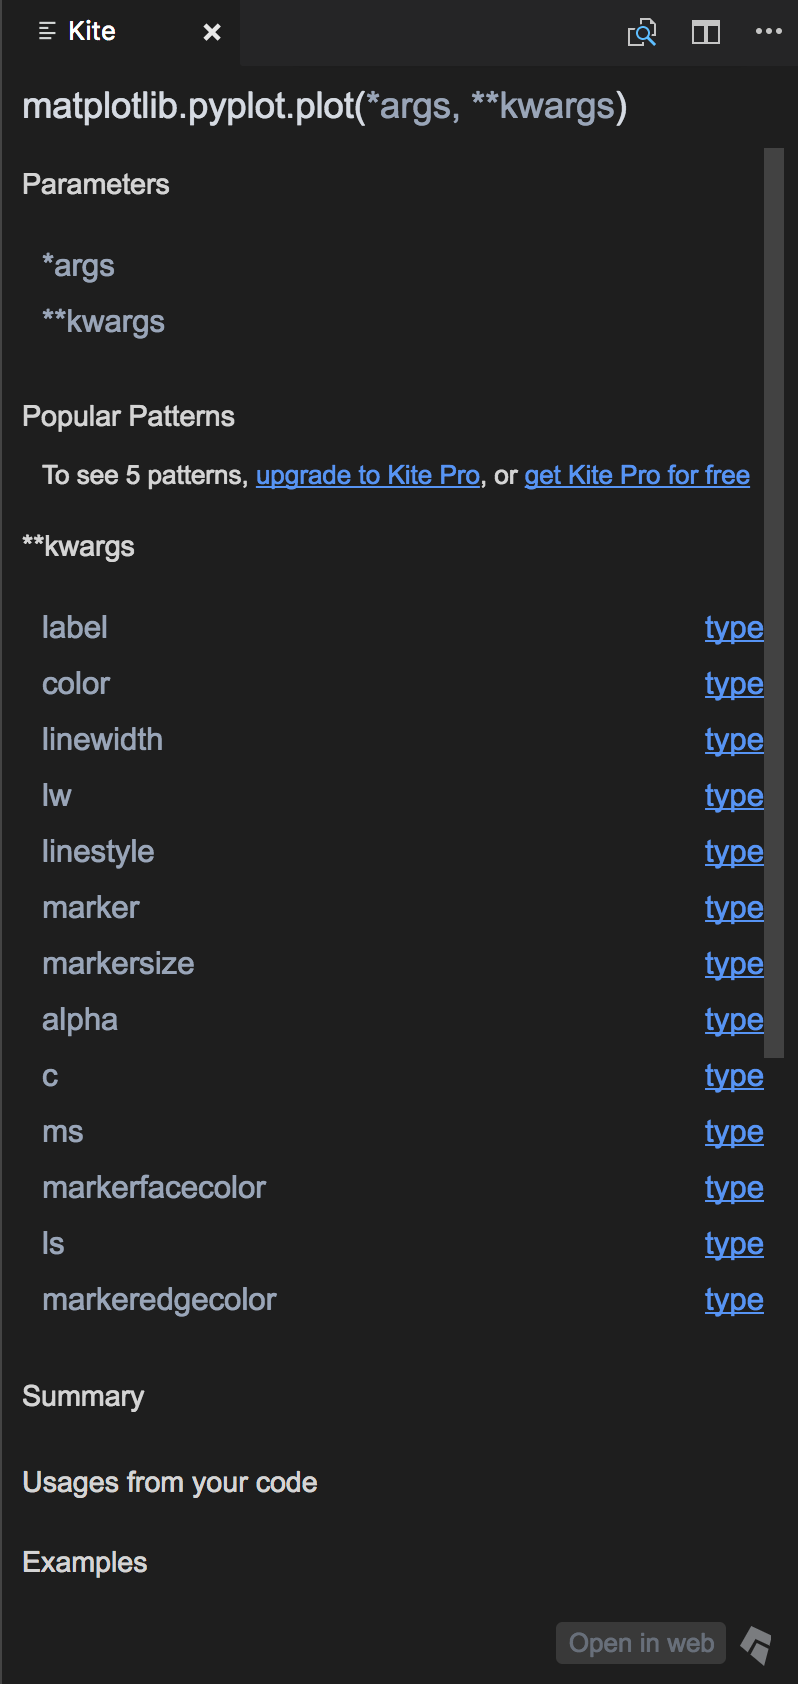 Kite
matplotlib.pyplot.plot(*args, **kwargs)
Parameters
*args
**kwargs
Popular Patterns
To see 5 patterns, upgrade to Kite Pro, or get Kite Pro for free
**kwargs
label type
color type
linewidth type
lw type
linestyle type
marker type
markersize type
alpha type
c type
ms type
markerfacecolor type
ls type
markeredgecolor type
Summary
Usages from your code
Examples
Open in web